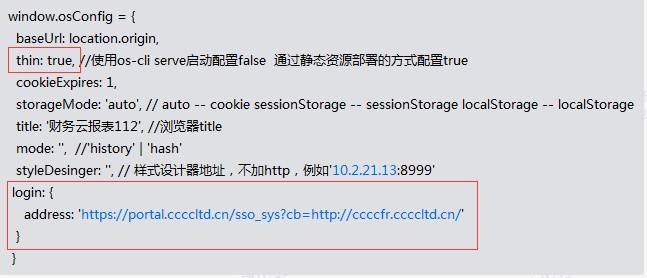 window.osConfig = {
baseUrl: location.origin,
thin: true, //使用os-cli serve启动配置false 通过静态资源部署的方式配置true
cookieExpires: 1,
storageMode: 'auto', // auto -- cookie sessionStorage -- sessionStorage localStorage -- localStorage
title: '财务云报表112', //浏览器title
mode: '', //'history' | 'hash'
styleDesinger: '', // 样式设计器地址，不加http，例如'10.2.21.13:8999'
login: {
address: 'https://portal.ccccltd.cn/sso_sys?cb=http://ccccfr.ccccltd.cn/'
}
}